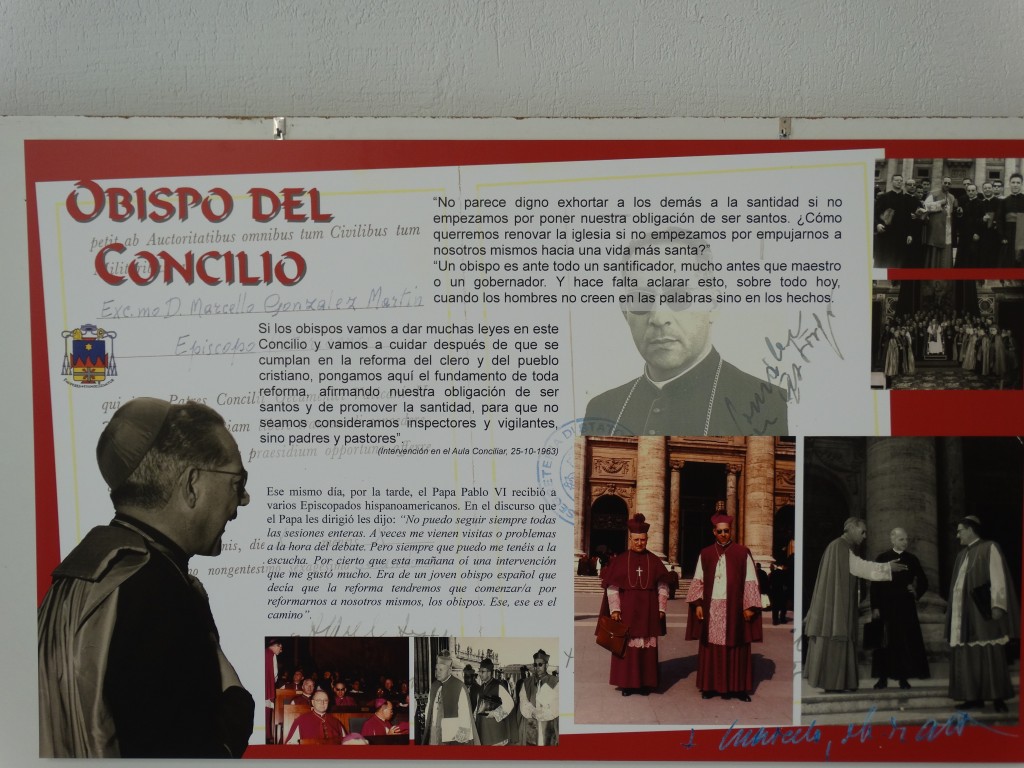 OBISPO DEL
CONCILIO
petit ab Auctoritatibus omnibus tum Civilibus tum
Exc.mo D. Marcello González Martín
Episcopo
“No parece digno exhortar a los demás a la santidad si no
empezamos por poner nuestra obligación de ser santos. ¿Cómo
querremos renovar la iglesia si no empezamos por empujarnos a
nosotros mismos hacia una vida más santa?”
“Un obispo es ante todo un santificador, mucho antes que maestro
o un gobernador. Y hace falta aclarar esto, sobre todo hoy,
cuando los hombres no creen en las palabras sino en los hechos.
Si los obispos vamos a dar muchas leyes en este
Concilio y vamos a cuidar después de que se
cumplan en la reforma del clero y del pueblo
cristiano, pongamos aquí el fundamento de toda
reforma, afirmando nuestra obligación de ser
santos y de promover la santidad, para que no
seamos considerados inspectores y vigilantes,
sino padres y pastores”.
(Intervención en el Aula Conciliar, 25-10-1963)
Ese mismo día, por la tarde, el Papa Pablo VI recibió a
varios Episcopados hispanoamericanos. En el discurso que
el Papa les dirigió les dijo: “No puedo seguir siempre todas
las sesiones enteras. A veces me vienen visitas o problemas
a la hora del debate. Pero siempre que puedo me tenéis a la
escucha. Por cierto que esta mañana oí una intervención
que me gustó mucho. Era de un joven obispo español que
decía que la reforma tendremos que comenzar/a por
reformarnos a nosotros mismos, los obispos. Ese, ese es el
camino”.
praesidium
nongentesimo